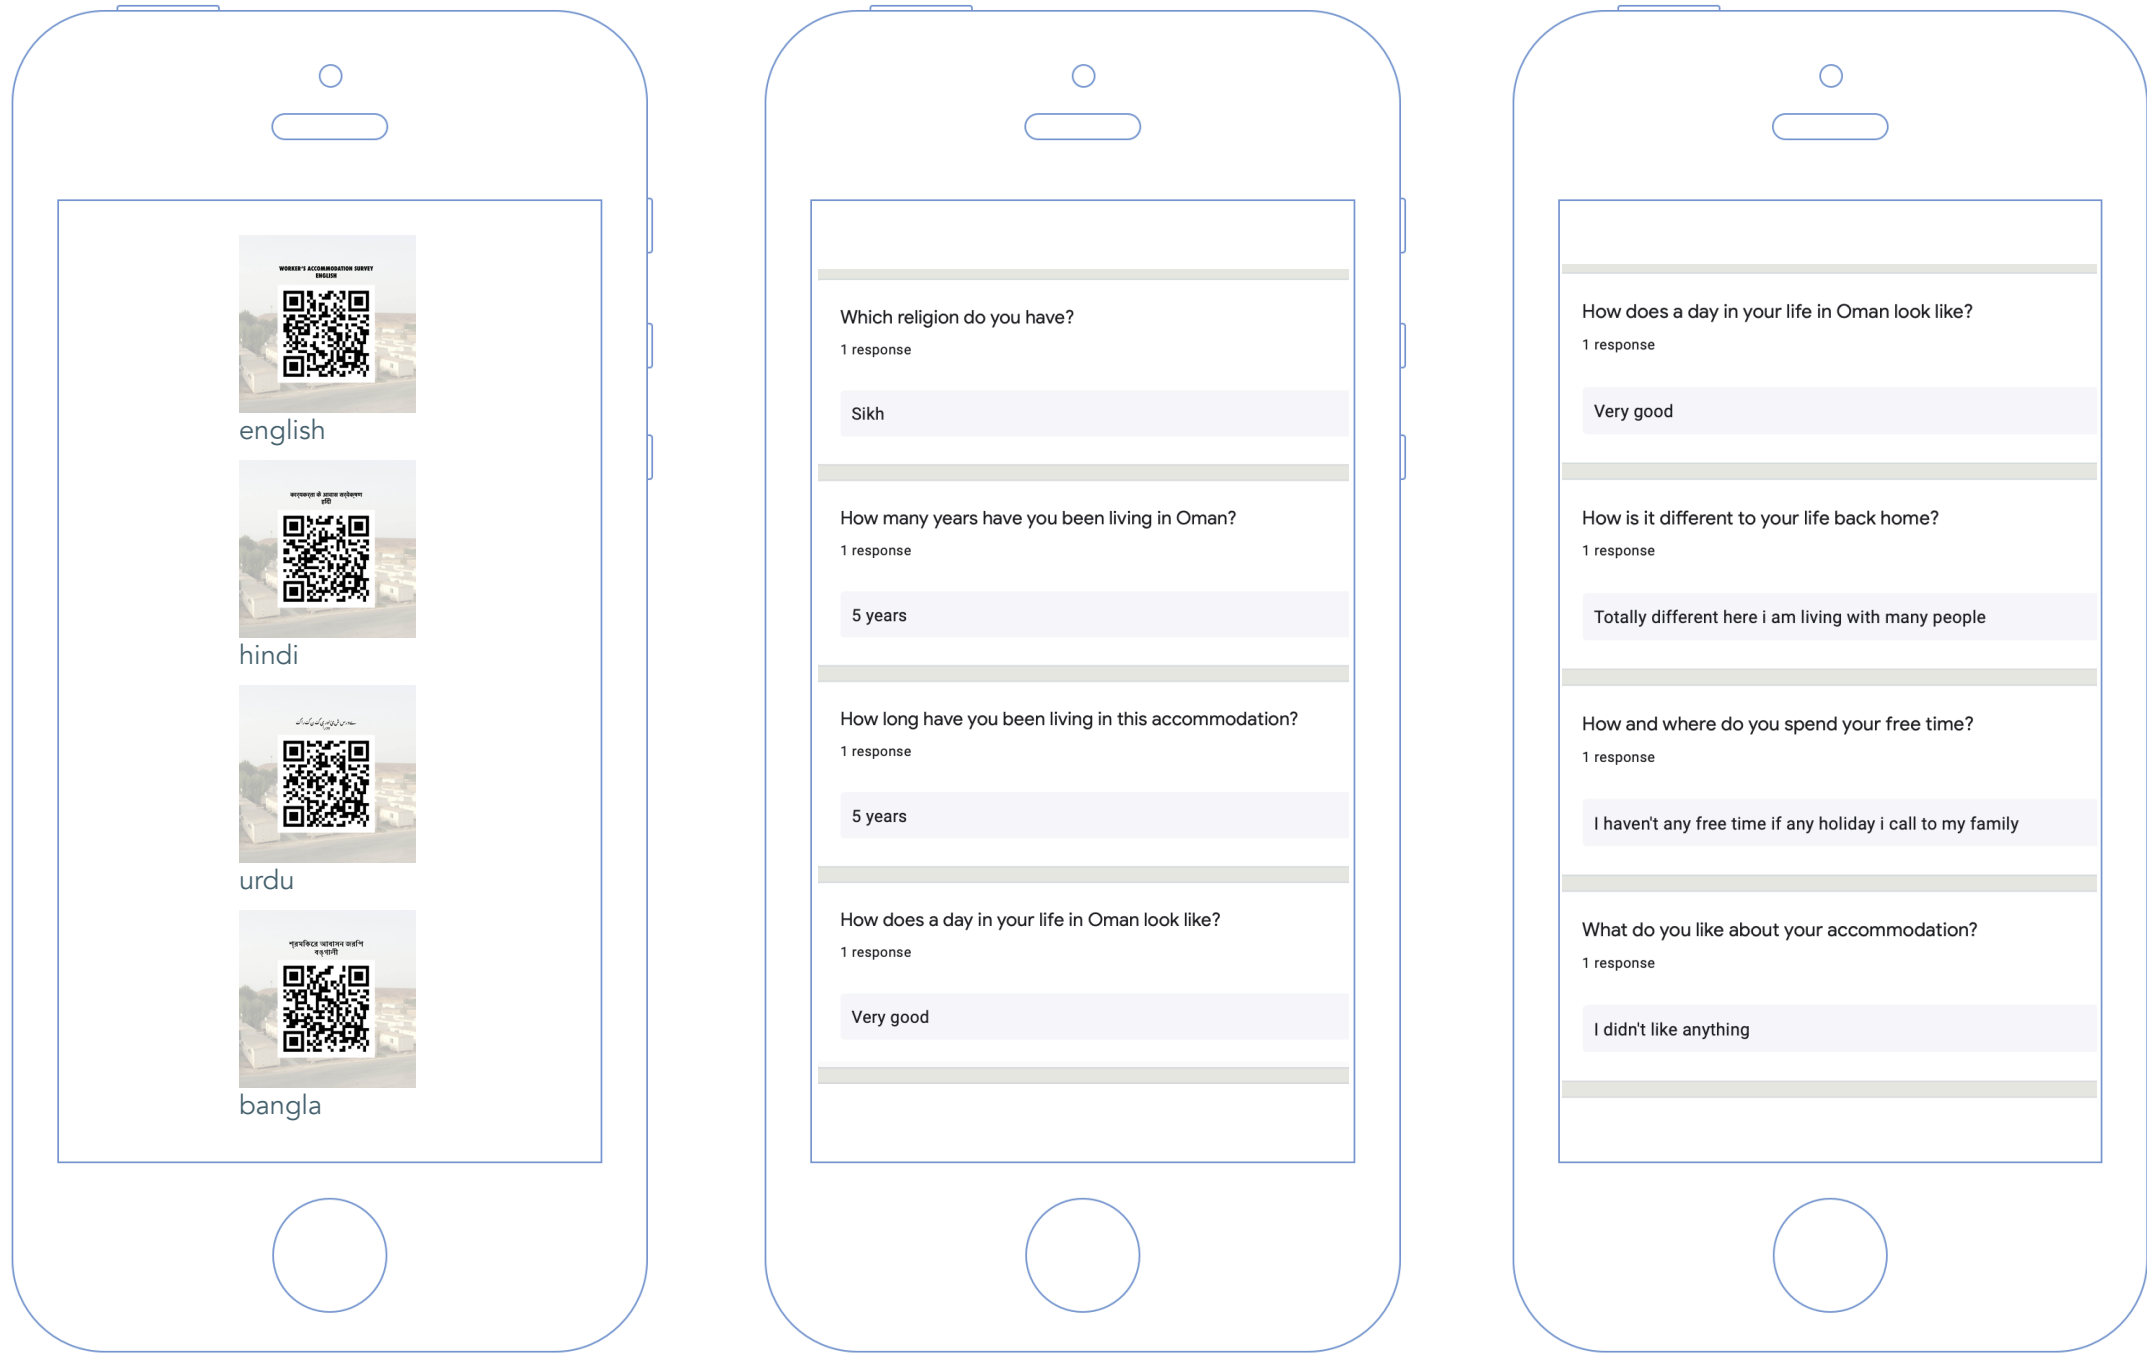 WORKER'S ACCOMMODATION SURVEY
ENGLISH
english
hindi
urdu
bangla
Which religion do you have?
1 response
Sikh
How many years have you been living in Oman?
1 response
5 years
How long have you been living in this accommodation?
1 response
5 years
How does a day in your life in Oman look like?
1 response
Very good
How does a day in your life in Oman look like?
1 response
Very good
How is it different to your life back home?
1 response
Totally different here i am living with many people
How and where do you spend your free time?
1 response
I haven't any free time if any holiday i call to my family
What do you like about your accommodation?
1 response
I didn't like anything